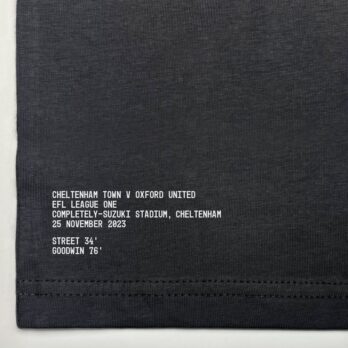 CHELTENHAM TOWN V OXFORD UNITED
EFL LEAGUE ONE
COMPLETELY-SUZUKI STADIUM, CHELTENHAM
25 NOVEMBER 2023
STREET 34'
GOODWIN 76'